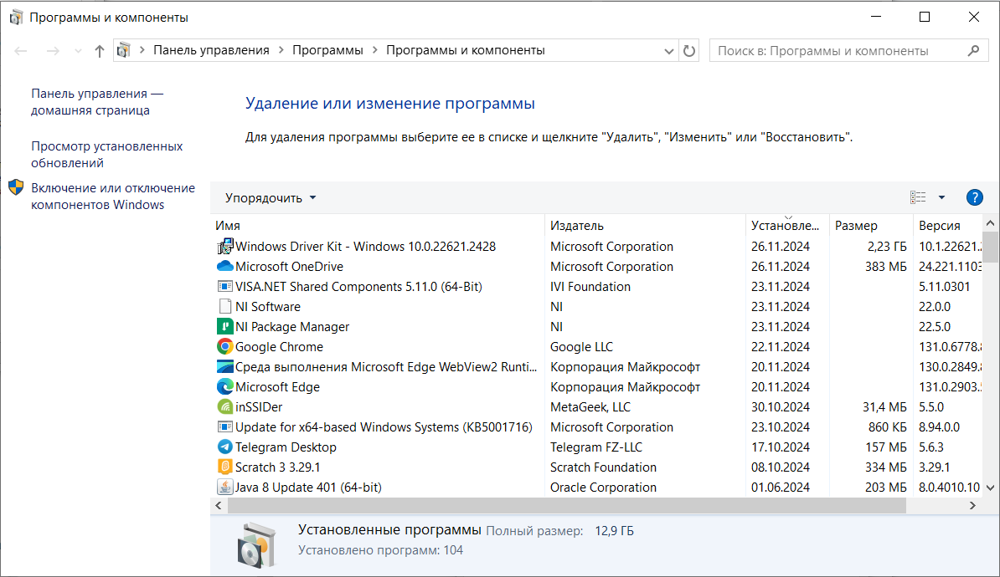 Программы и компоненты
Панель управления > Программы > Программы и компоненты
Поиск в: Программы и компоненты
Панель управления —
домашняя страница
Просмотр установленных
обновлений
Включение или отключение
компонентов Windows
Удаление или изменение программы
Для удаления программы выберите ее в списке и щелкните "Удалить", "Изменить" или "Восстановить".
Упорядочить
Имя Издатель Установле... Размер Версия
Windows Driver Kit - Windows 10.0.22621.2428 Microsoft Corporation 26.11.2024 2,23 ГБ 10.1.22621.
Microsoft OneDrive Microsoft Corporation 26.11.2024 383 МБ 24.221.1103
VISA.NET Shared Components 5.11.0 (64-Bit) IVI Foundation 23.11.2024 5.11.0301
NI Software NI 23.11.2024 22.0.0
NI Package Manager NI 23.11.2024 22.5.0
Google Chrome Google LLC 22.11.2024 131.0.6778.
Среда выполнения Microsoft Edge WebView2 Runti... Корпорация Майкрософт 20.11.2024 130.0.2849.
Microsoft Edge Корпорация Майкрософт 20.11.2024 131.0.2903.
inSSIDer MetaGeek, LLC 30.10.2024 31,4 МБ 5.5.0
Update for x64-based Windows Systems (KB5001716) Microsoft Corporation 23.10.2024 860 КБ 8.94.0.0
Telegram Desktop Telegram FZ-LLC 17.10.2024 157 МБ 5.6.3
Scratch 3 3.29.1 Scratch Foundation 08.10.2024 334 МБ 3.29.1
Java 8 Update 401 (64-bit) Oracle Corporation 01.06.2024 203 МБ 8.0.4010.10
Установленные программы Полный размер: 12,9 ГБ
Установлено программ: 104